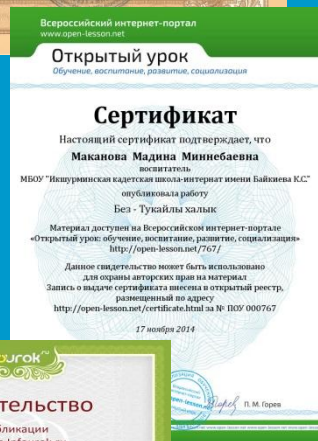 Всероссийский интернет-портал
www.open-lesson.net
Открытый урок
Обучение, воспитание, развитие, социализация
Сертификат
Настоящий сертификат подтверждает, что
Маканова Мадина Миннебаевна
воспитатель
МБОУ "Икшурминская кадетская школа-интернат имени Байкиева К.С."
опубликовала работу
Без - Тукайлы халык
Материал доступен на Всероссийском интернет-портале
«Открытый урок: обучение, воспитание, развитие, социализация»
http://open-lesson.net/767/
Данное свидетельство может быть использовано
для охраны авторских прав на материал
Запись о выдаче сертификата внесена в открытый реестр,
размещенный по адресу
http://open-lesson.net/certificate.html за № ПОУ 000767
17 ноября 2014
П. М. Горев
urok
тельство
бликации